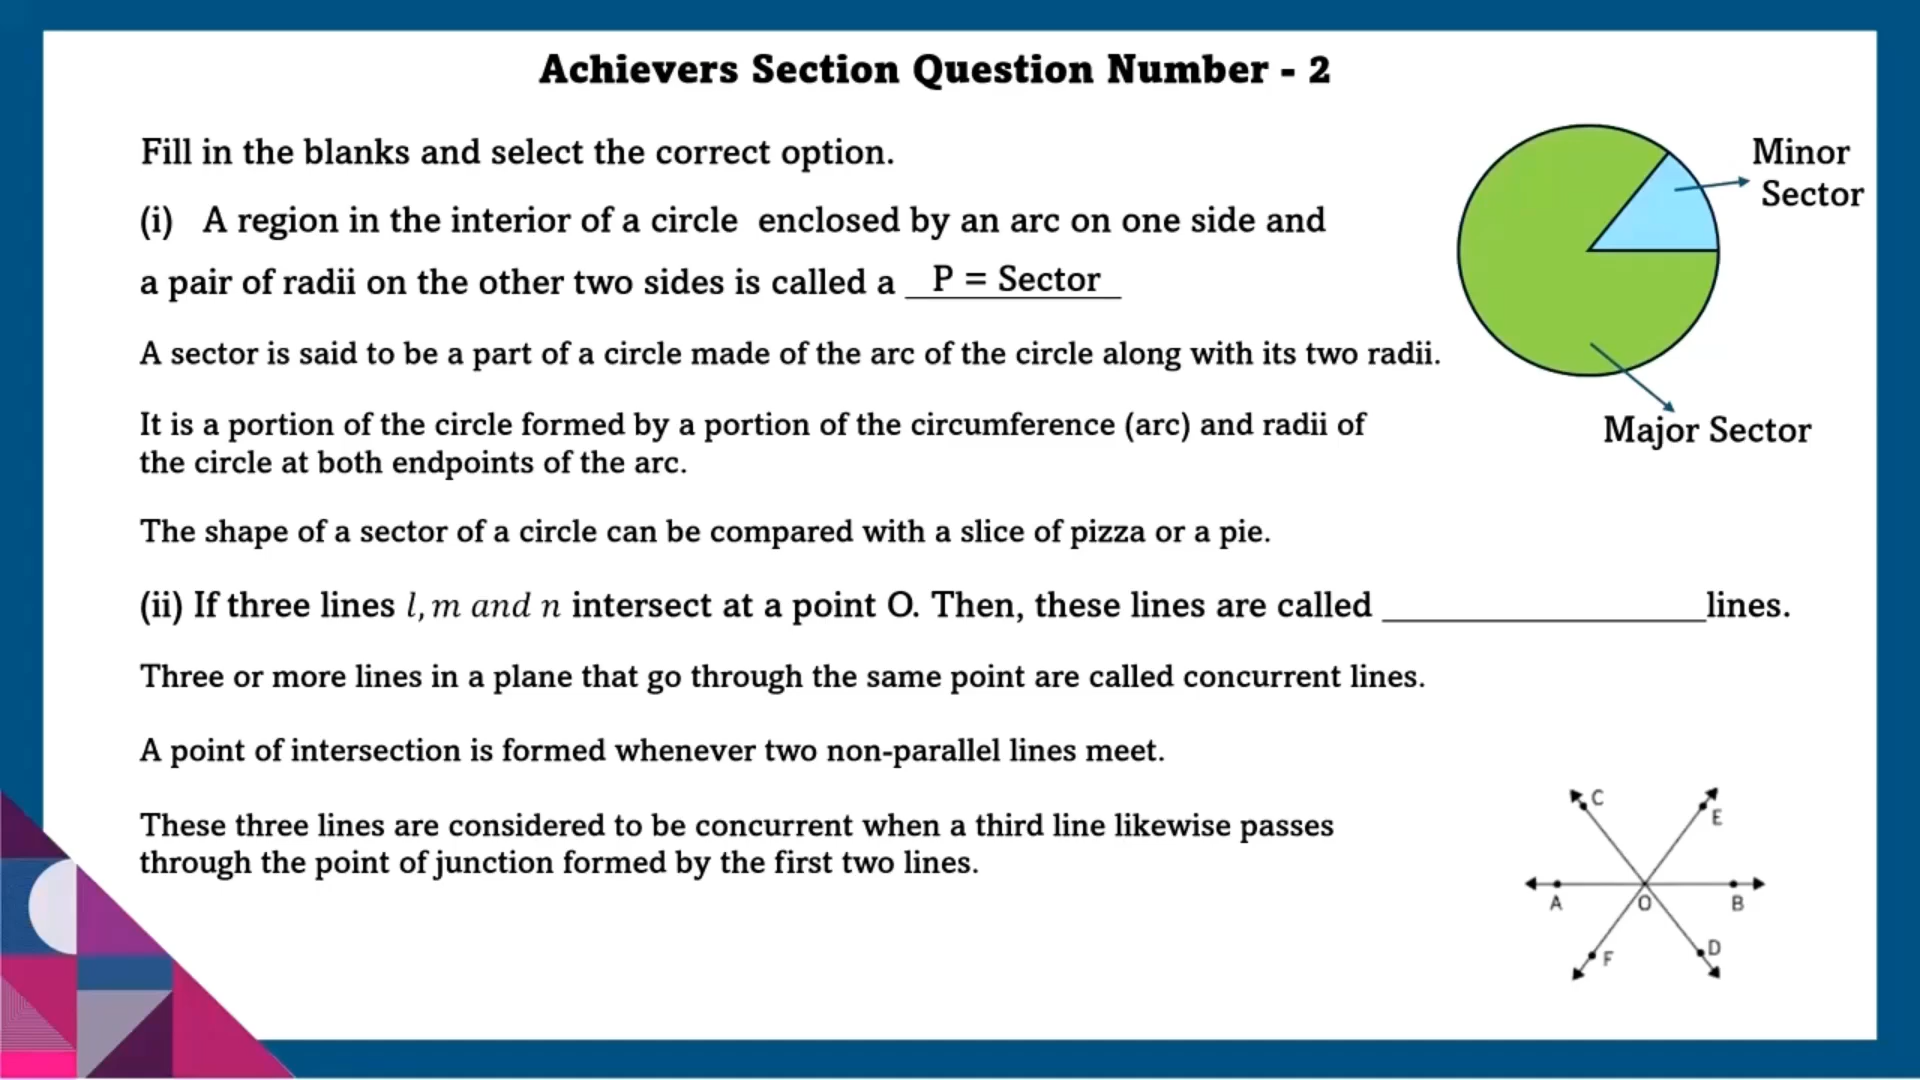 Achievers Section Question Number - 2
Fill in the blanks and select the correct option.
(i) A region in the interior of a circle enclosed by an arc on one side and
a pair of radii on the other two sides is called a P = Sector
A sector is said to be a part of a circle made of the arc of the circle along with its two radii.
It is a portion of the circle formed by a portion of the circumference (arc) and radii of
the circle at both endpoints of the arc.
The shape of a sector of a circle can be compared with a slice of pizza or a pie.
Minor
Sector
Major Sector
(ii) If three lines l, m and n intersect at a point O. Then, these lines are called ____________________lines.
Three or more lines in a plane that go through the same point are called concurrent lines.
A point of intersection is formed whenever two non-parallel lines meet.
These three lines are considered to be concurrent when a third line likewise passes
through the point of junction formed by the first two lines.
C
E
A
O
B
F
D